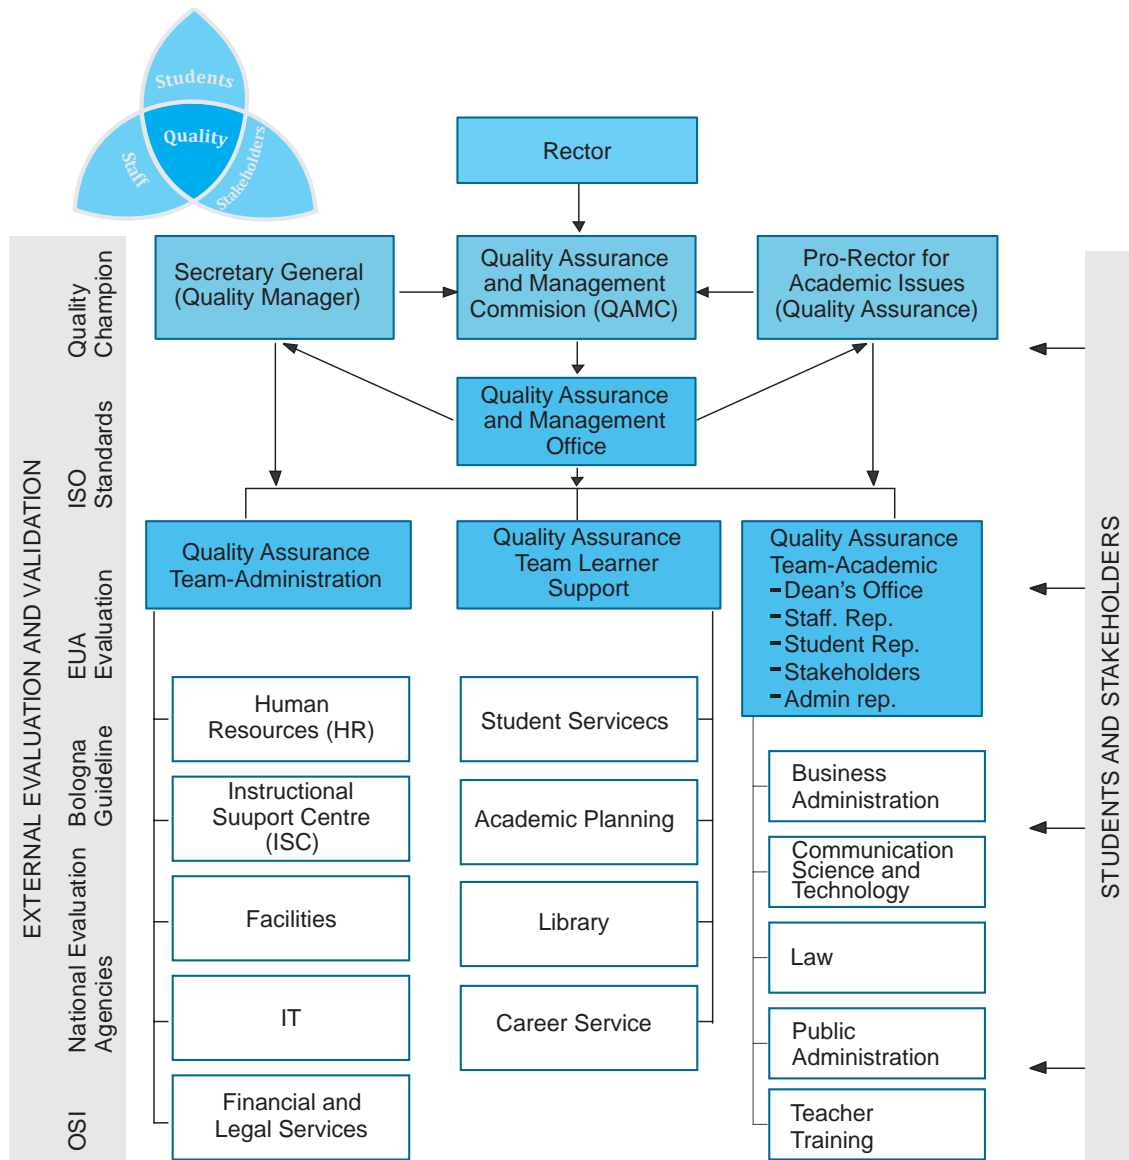 Students
Quality
Staff
Stakeholders
Rector
Secretary General
(Quality Manager)
Quality Assurance
and Management
Commision (QAMC)
Pro-Rector for
Academic Issues
(Quality Assurance)
Quality Assurance
and Management
Office
Quality Assurance
Team-Administration
Quality Assurance
Team Learner
Support
Quality Assurance
Team-Academic
- Dean's Office
- Staff. Rep.
- Student Rep.
- Stakeholders
- Admin rep.
Human
Resources (HR)
Instructional
Suuport Centre
(ISC)
Facilities
IT
Financial and
Legal Services
Student Servicecs
Academic Planning
Library
Career Service
Business
Administration
Communication
Science and
Technology
Law
Public
Administration
Teacher
Training
EXTERNAL EVALUATION AND VALIDATION
Quality
Champion
ISO
Standards
EUA
Evaluation
Bologna
Guideline
National Evaluation
Agencies
OSI
STUDENTS AND STAKEHOLDERS